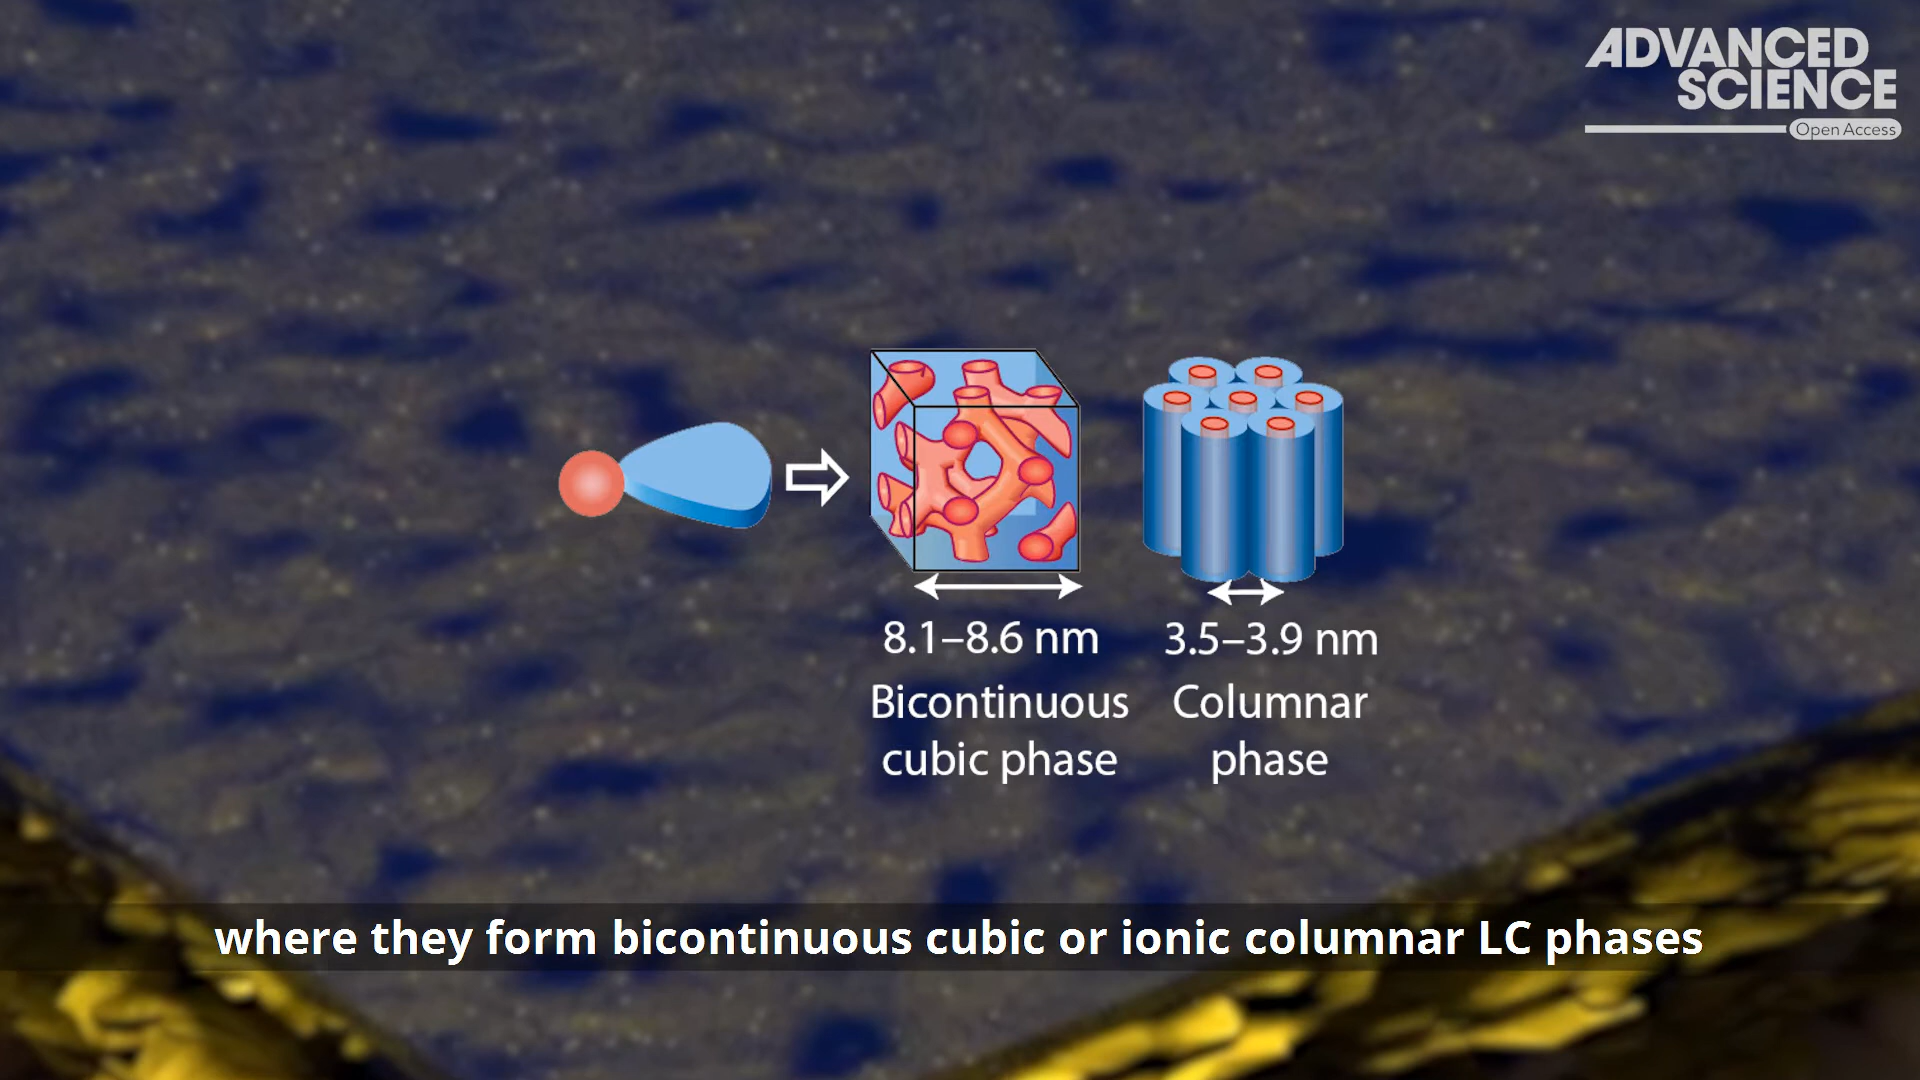 ADVANCED
SCIENCE
Open Access
8.1–8.6 nm
3.5–3.9 nm
Bicontinuous
cubic phase
Columnar
phase
where they form bicontinuous cubic or ionic columnar LC phases